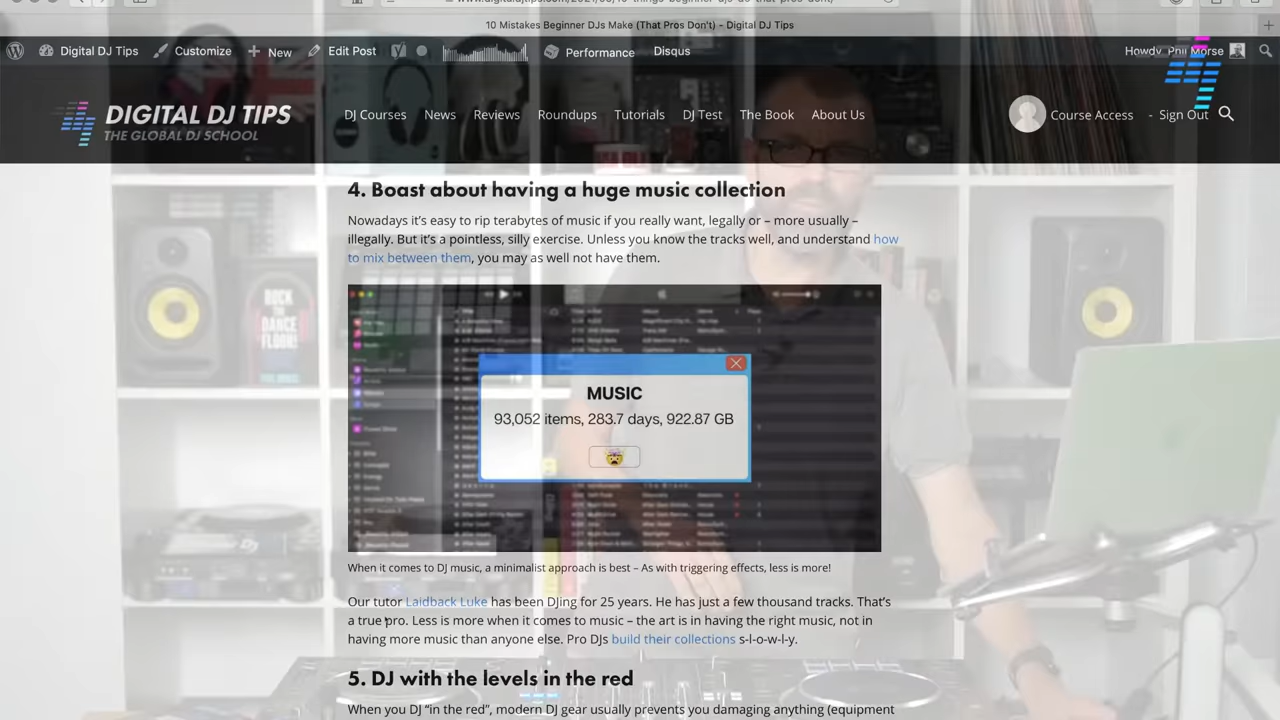 10 Mistakes Beginner DJs Make (That Pros Don't) - Digital DJ Tips
Digital DJ Tips Customize New Edit Post Performance Disqus Howdy, Phil Morse
DIGITAL DJ TIPS
THE GLOBAL DJ SCHOOL
DJ Courses News Reviews Roundups Tutorials DJ Test The Book About Us
Course Access - Sign Out
4. Boast about having a huge music collection
Nowadays it's easy to rip terabytes of music if you really want, legally or – more usually –
illegally. But it's a pointless, silly exercise. Unless you know the tracks well, and understand how
to mix between them, you may as well not have them.
ROCK
THE
DANCE
FLOOR!
MUSIC
93,052 items, 283.7 days, 922.87 GB
When it comes to DJ music, a minimalist approach is best – As with triggering effects, less is more!
Our tutor Laidback Luke has been DJing for 25 years. He has just a few thousand tracks. That's
a true pro. Less is more when it comes to music – the art is in having the right music, not in
having more music than anyone else. Pro DJs build their collections s-l-o-w-l-y.
5. DJ with the levels in the red
When you DJ "in the red", modern DJ gear usually prevents you damaging anything (equipment